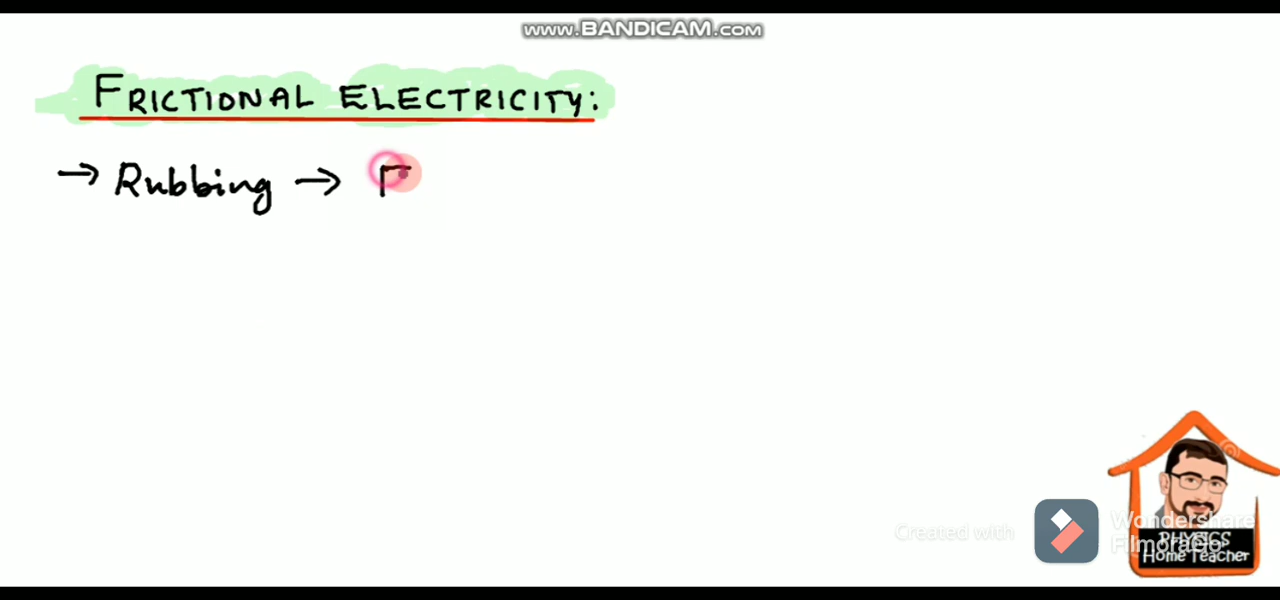 www.BANDICAM.com
FRICTIONAL ELECTRICITY:
→ Rubbing →
Created with
Wondershare
Filmora
PHYSICS
Home Teacher